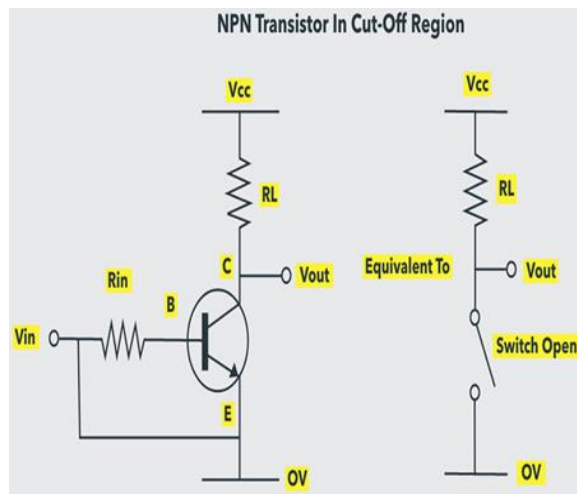 NPN Transistor In Cut-Off Region
Vcc
Vcc
RL
RL
C
Vout
Equivalent To
Vout
Rin
B
Vin
Switch Open
E
OV
OV